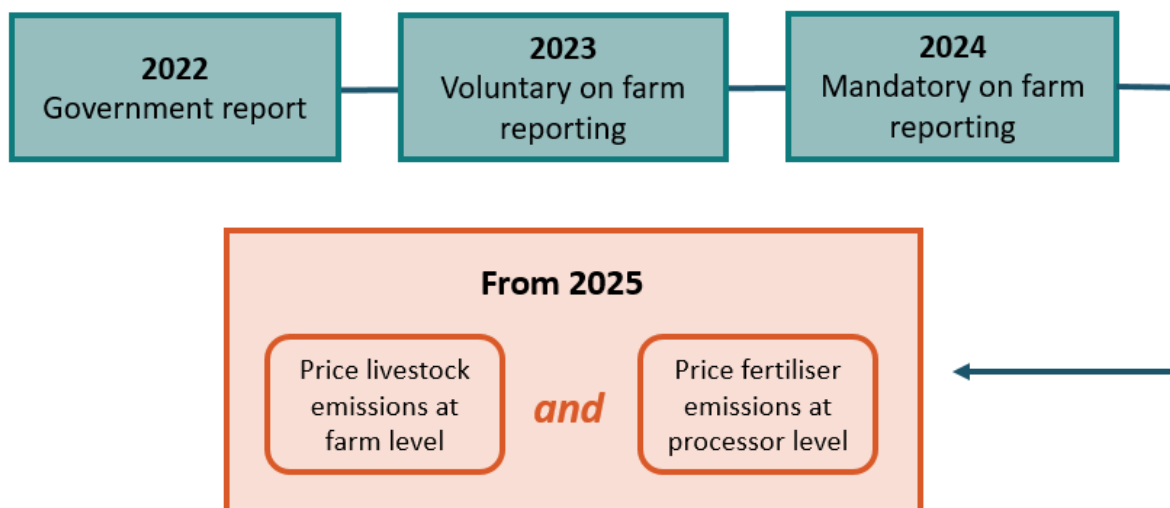 2022
Government report
2023
Voluntary on farm
reporting
2024
Mandatory on farm
reporting
From 2025
Price livestock
emissions at
farm level
and
Price fertiliser
emissions at
processor level